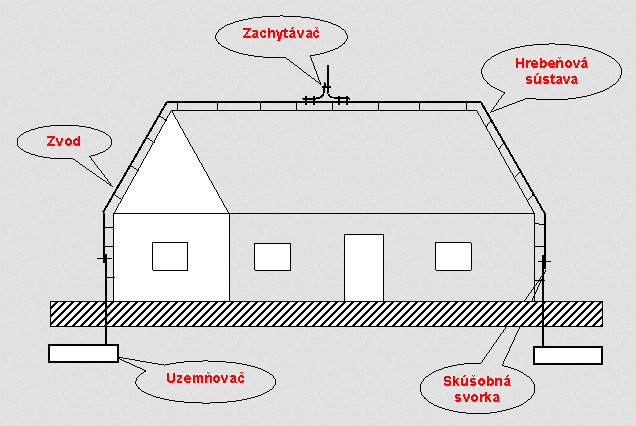 Zachytávač
Hrebeňová
sústava
Zvod
Uzemňovač
Skúšobná
svorka